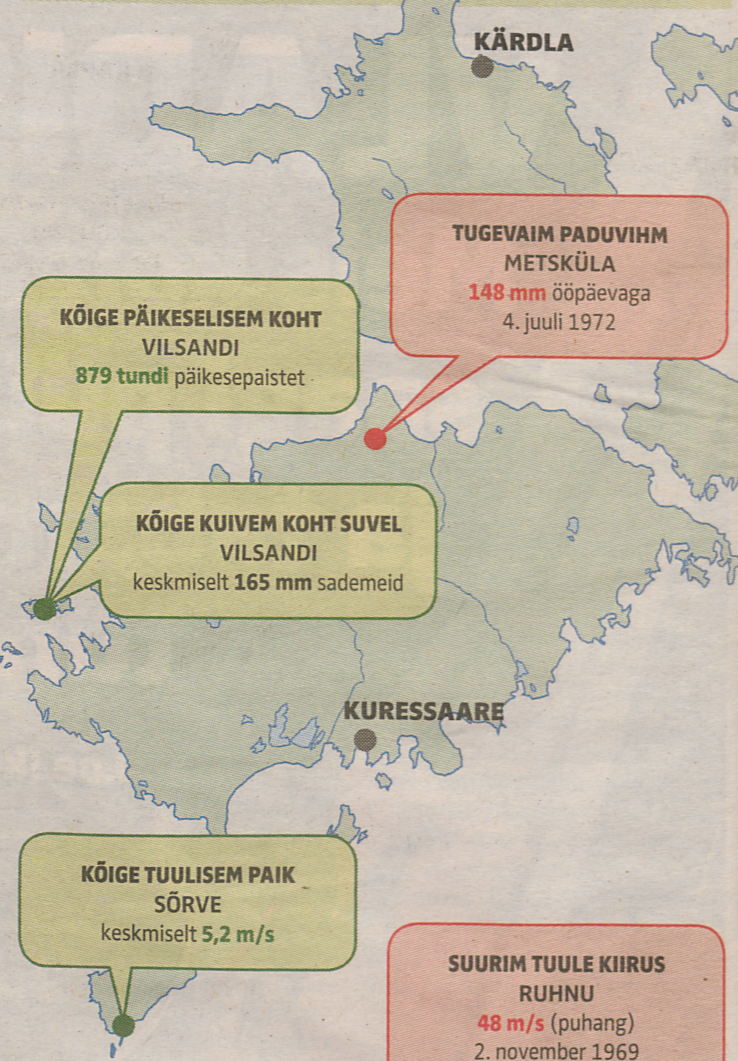 KÄRDLA
TUGEVAIM PADUVIHM
METSKÜLA
148 mm ööpäevaga
4. juuli 1972
KÕIGE PÄIKESELISEM KOHT
VILSANDI
879 tundi päikesepaistet
KÕIGE KUIVEM KOHT SUVEL
VILSANDI
keskmiselt 165 mm sademeid
KURESSAARE
KÕIGE TUULISEM PAIK
SÕRVE
keskmiselt 5,2 m/s
SUURIM TUULE KIIRUS
RUHNU
48 m/s (puhang)
2. november 1969